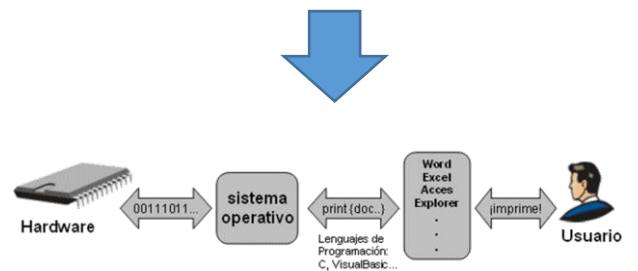 Hardware
00111011...
sistema
operativo
print {doc..}
Lenguajes de
Programación:
C, VisualBasic...
Word
Excel
Acces
Explorer
.
.
.
¡imprime!
Usuario